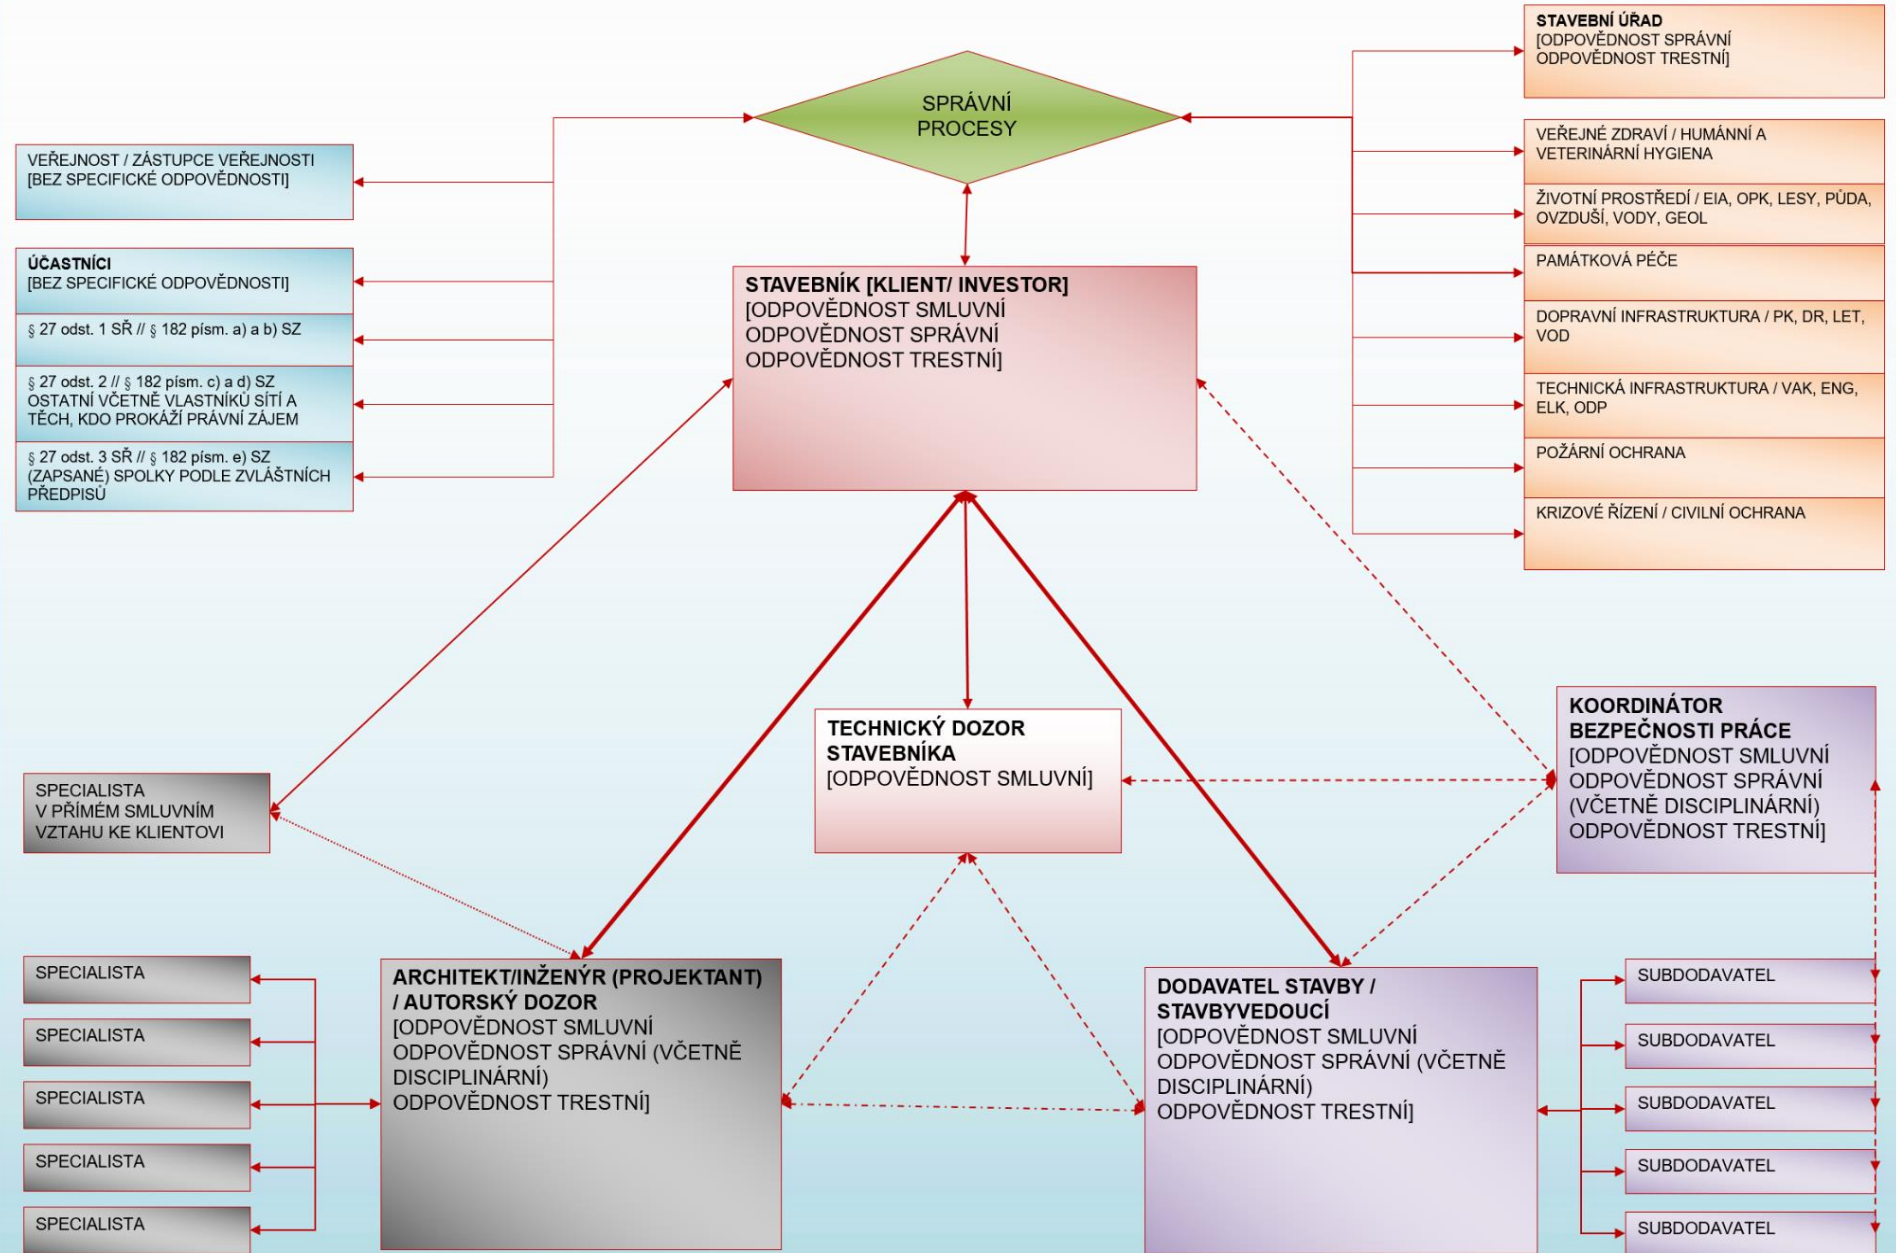 SPRÁVNÍ
PROCESY
STAVEBNÍ ÚŘAD
[ODPOVĚDNOST SPRÁVNÍ
ODPOVĚDNOST TRESTNÍ]
VEŘEJNÉ ZDRAVÍ / HUMÁNNÍ A
VETERINÁRNÍ HYGIENA
ŽIVOTNÍ PROSTŘEDÍ / EIA, OPK, LESY, PŮDA,
OVZDUŠÍ, VODY, GEOL
PAMÁTKOVÁ PÉČE
DOPRAVNÍ INFRASTRUKTURA / PK, DR, LET,
VOD
TECHNICKÁ INFRASTRUKTURA / VAK, ENG,
ELK, ODP
POŽÁRNÍ OCHRANA
KRIZOVÉ ŘÍZENÍ / CIVILNÍ OCHRANA
VEŘEJNOST / ZÁSTUPCE VEŘEJNOSTI
[BEZ SPECIFICKÉ ODPOVĚDNOSTI]
ÚČASTNÍCI
[BEZ SPECIFICKÉ ODPOVĚDNOSTI]
§ 27 odst. 1 SŘ // § 182 písm. a) a b) SZ
§ 27 odst. 2 // § 182 písm. c) a d) SZ
OSTATNÍ VČETNĚ VLASTNÍKŮ SÍTÍ A
TĚCH, KDO PROKÁŽÍ PRÁVNÍ ZÁJEM
§ 27 odst. 3 SŘ // § 182 písm. e) SZ
(ZAPSANÉ) SPOLKY PODLE ZVLÁŠTNÍCH
PŘEDPISŮ
STAVEBNÍK [KLIENT/ INVESTOR]
[ODPOVĚDNOST SMLUVNÍ
ODPOVĚDNOST SPRÁVNÍ
ODPOVĚDNOST TRESTNÍ]
TECHNICKÝ DOZOR
STAVEBNÍKA
[ODPOVĚDNOST SMLUVNÍ]
KOORDINÁTOR
BEZPEČNOSTI PRÁCE
[ODPOVĚDNOST SMLUVNÍ
ODPOVĚDNOST SPRÁVNÍ
(VČETNĚ DISCIPLINÁRNÍ)
ODPOVĚDNOST TRESTNÍ]
SPECIALISTA
V PŘÍMÉM SMLUVNÍM
VZTAHU KE KLIENTOVI
SPECIALISTA
SPECIALISTA
SPECIALISTA
SPECIALISTA
SPECIALISTA
ARCHITEKT/INŽENÝR (PROJEKTANT)
/ AUTORSKÝ DOZOR
[ODPOVĚDNOST SMLUVNÍ
ODPOVĚDNOST SPRÁVNÍ (VČETNĚ
DISCIPLINÁRNÍ)
ODPOVĚDNOST TRESTNÍ]
DODAVATEL STAVBY /
STAVBYVEDOUCÍ
[ODPOVĚDNOST SMLUVNÍ
ODPOVĚDNOST SPRÁVNÍ (VČETNĚ
DISCIPLINÁRNÍ)
ODPOVĚDNOST TRESTNÍ]
SUBDODAVATEL
SUBDODAVATEL
SUBDODAVATEL
SUBDODAVATEL
SUBDODAVATEL